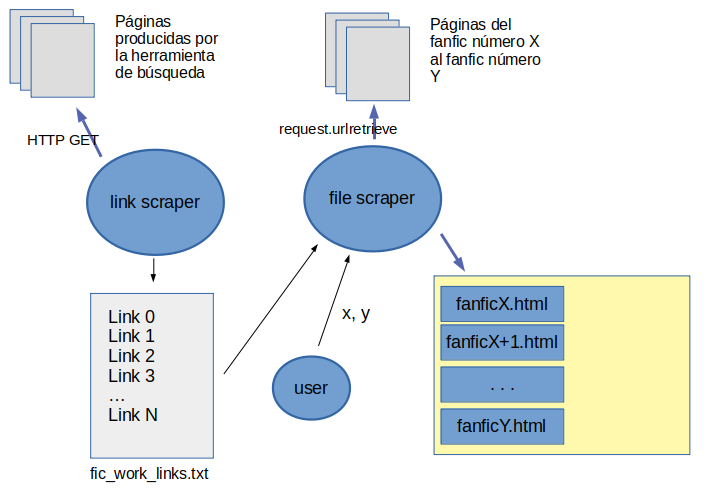 Páginas
producidas por
la herramienta
de búsqueda
Páginas del
fanfic número X
al fanfic número
Y
HTTP GET
request.urlretrieve
link scraper
file scraper
Link 0
Link 1
Link 2
Link 3
...
Link N
fic_work_links.txt
x, y
user
fanficX.html
fanficX+1.html
. . .
fanficY.html